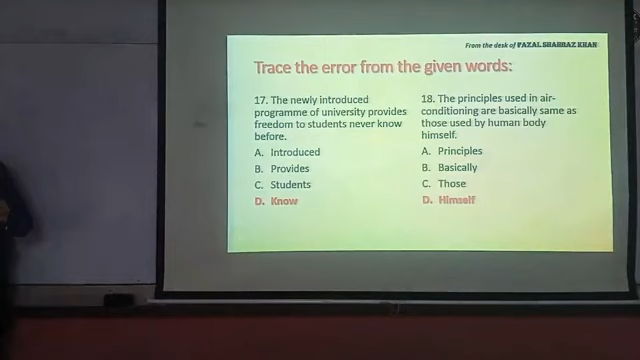 From the desk of FAZAL SHAHRAZ KHAN
Trace the error from the given words:
17. The newly introduced
programme of university provides
freedom to students never know
before.
A. Introduced
B. Provides
C. Students
D. Know
18. The principles used in air-
conditioning are basically same as
those used by human body
himself.
A. Principles
B. Basically
C. Those
D. Himself